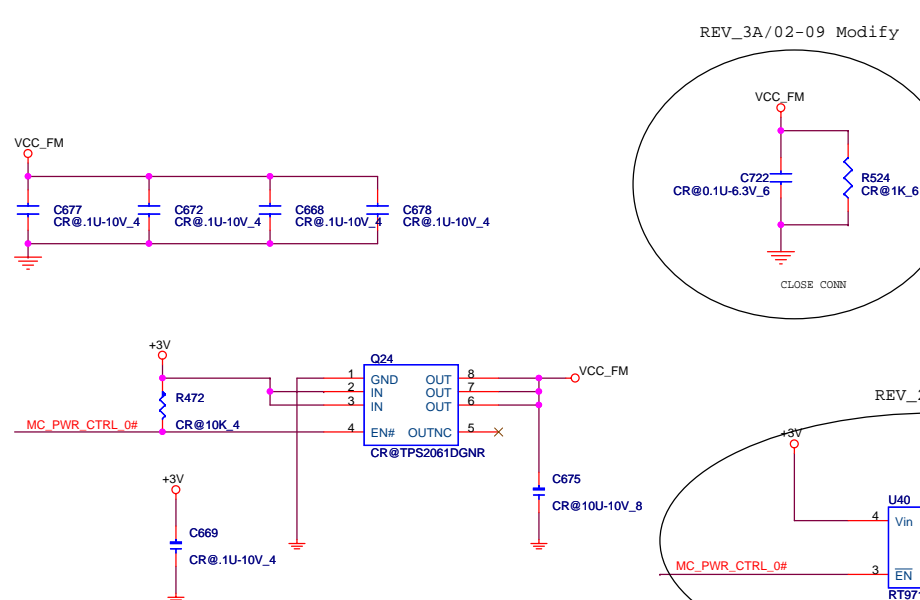 REV_3A/02-09 Modify
VCC_FM
C722
CR@0.1U-6.3V_6
R524
CR@1K_6
CLOSE CONN
VCC_FM
C677
CR@.1U-10V_4
C672
CR@.1U-10V_4
C668
CR@.1U-10V_4
C678
CR@.1U-10V_4
+3V
R472
CR@10K_4
MC_PWR_CTRL_0#
Q24
1 GND OUT 8
2 IN OUT 7
3 IN OUT 6
4 EN# OUTNC 5
CR@TPS2061DGNR
VCC_FM
C675
CR@10U-10V_8
+3V
C669
CR@.1U-10V_4
REV_
+3V
U40
4 Vin
MC_PWR_CTRL_0#
3 EN
RT97